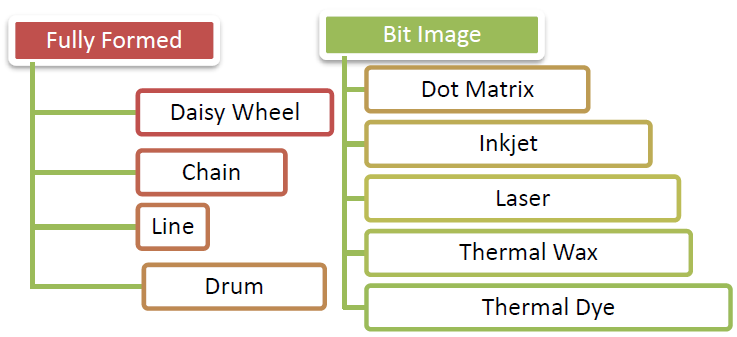 Fully Formed
Daisy Wheel
Chain
Line
Drum
Bit Image
Dot Matrix
Inkjet
Laser
Thermal Wax
Thermal Dye